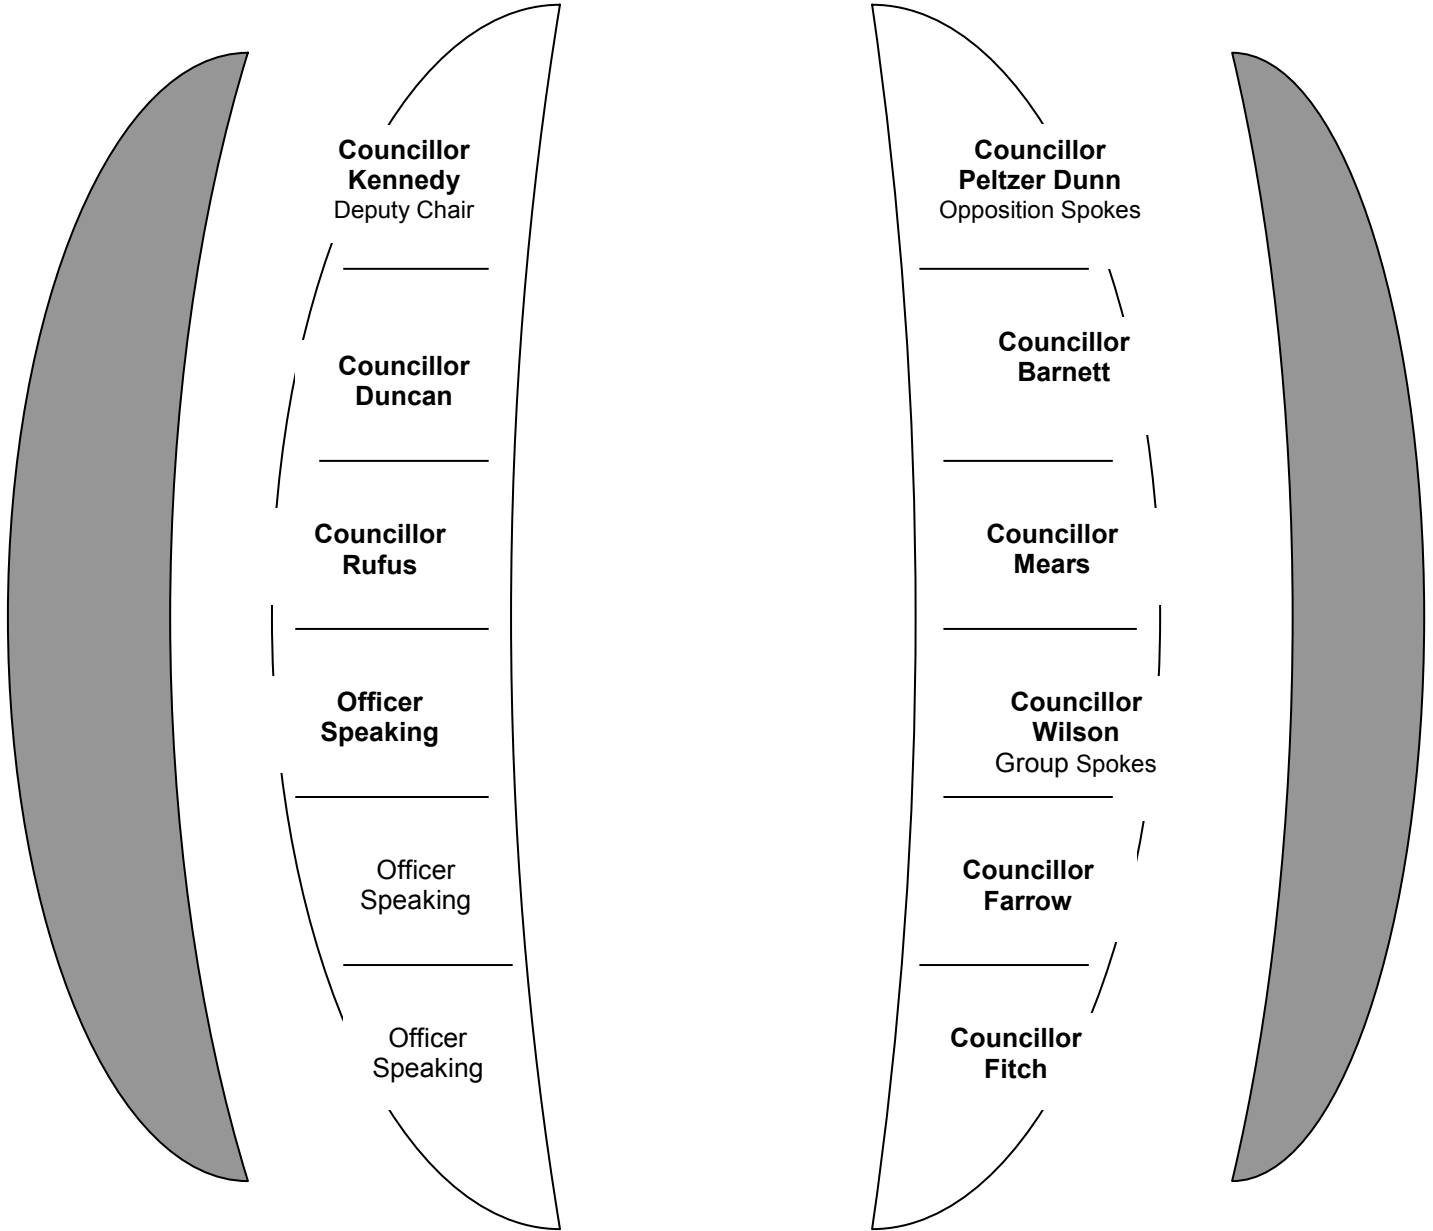 Councillor
Kennedy
Deputy Chair
Councillor
Duncan
Councillor
Rufus
Officer
Speaking
Officer
Speaking
Officer
Speaking
Councillor
Peltzer Dunn
Opposition Spokes
Councillor
Barnett
Councillor
Mears
Councillor
Wilson
Group Spokes
Councillor
Farrow
Councillor
Fitch